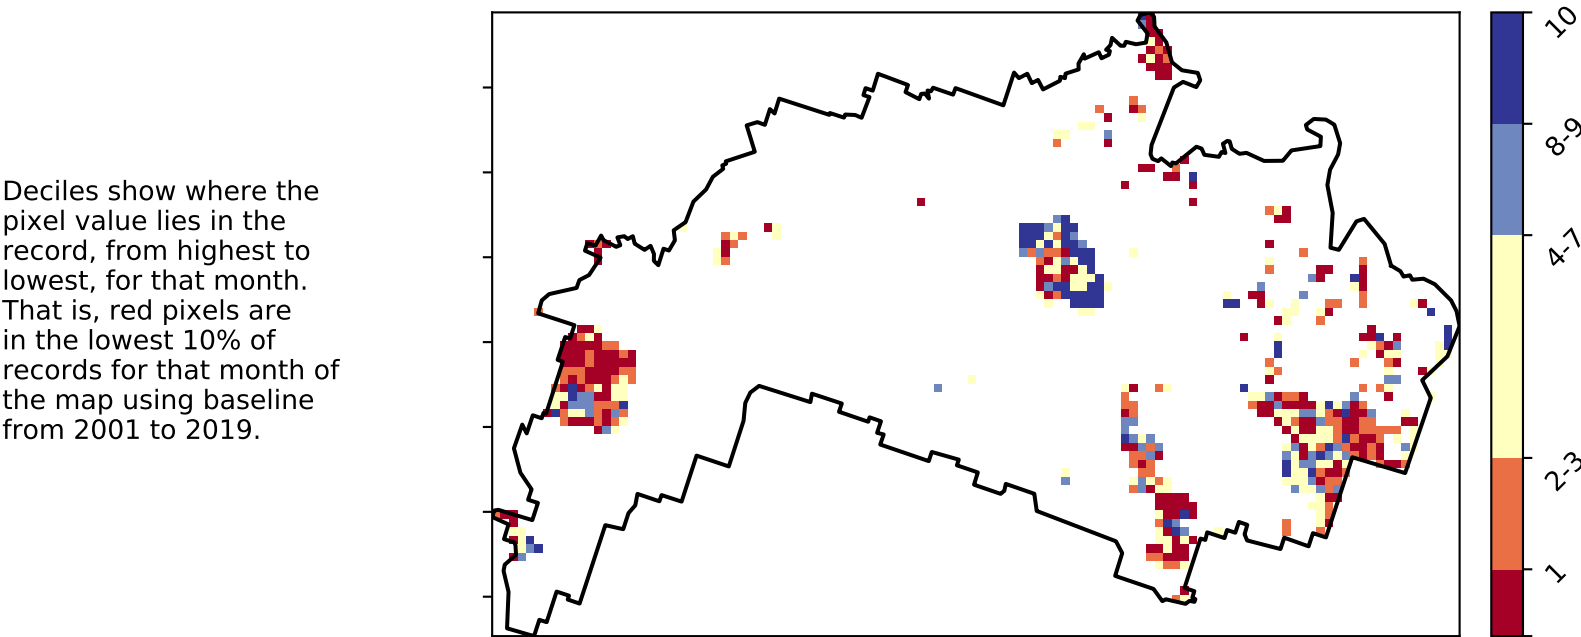 Deciles show where the
pixel value lies in the
record, from highest to
lowest, for that month.
That is, red pixels are
in the lowest 10% of
records for that month of
the map using baseline
from 2001 to 2019.
10
8-9
4-7
2-3
1